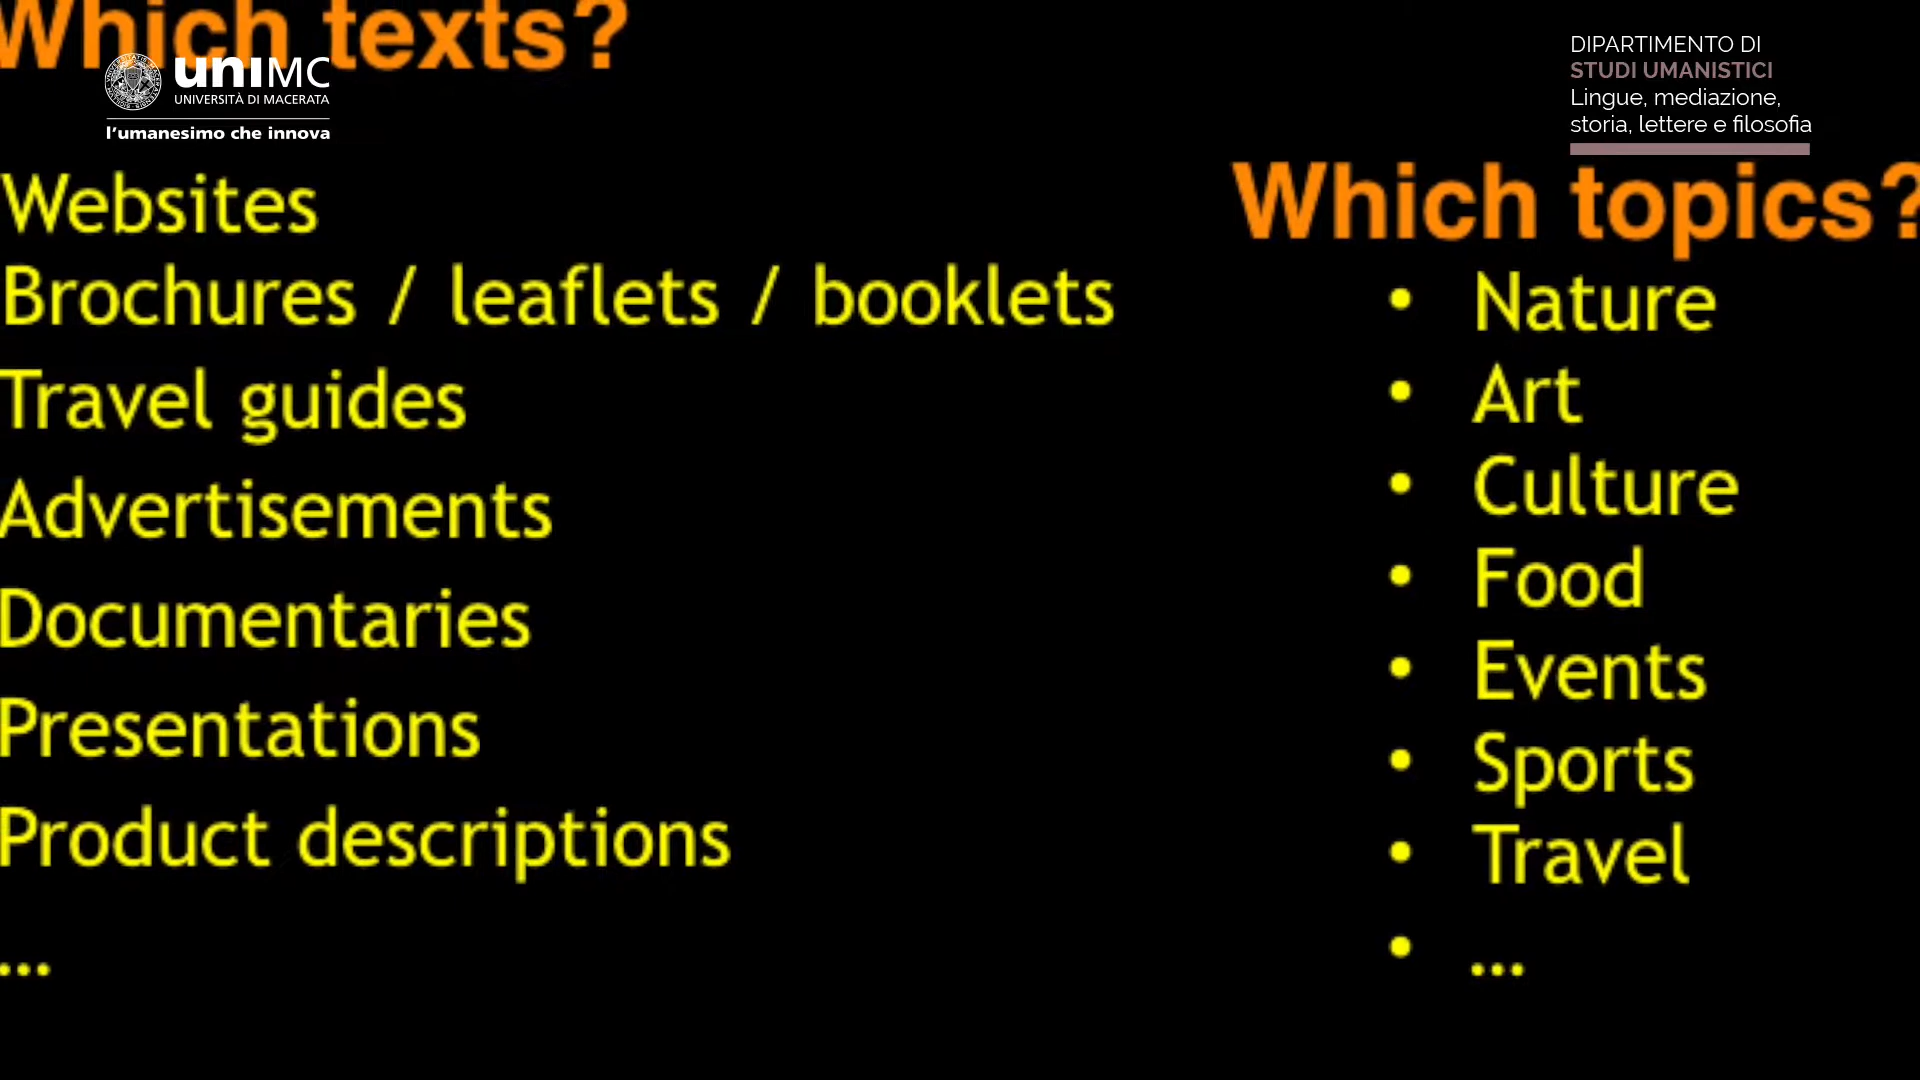 Which texts?
uniMC
UNIVERSITÀ DI MACERATA
l'umanesimo che innova
DIPARTIMENTO DI
STUDI UMANISTICI
Lingue, mediazione,
storia, lettere e filosofia
Websites
Brochures / leaflets / booklets
Travel guides
Advertisements
Documentaries
Presentations
Product descriptions
...
Which topics?
• Nature
• Art
• Culture
• Food
• Events
• Sports
• Travel
• ...